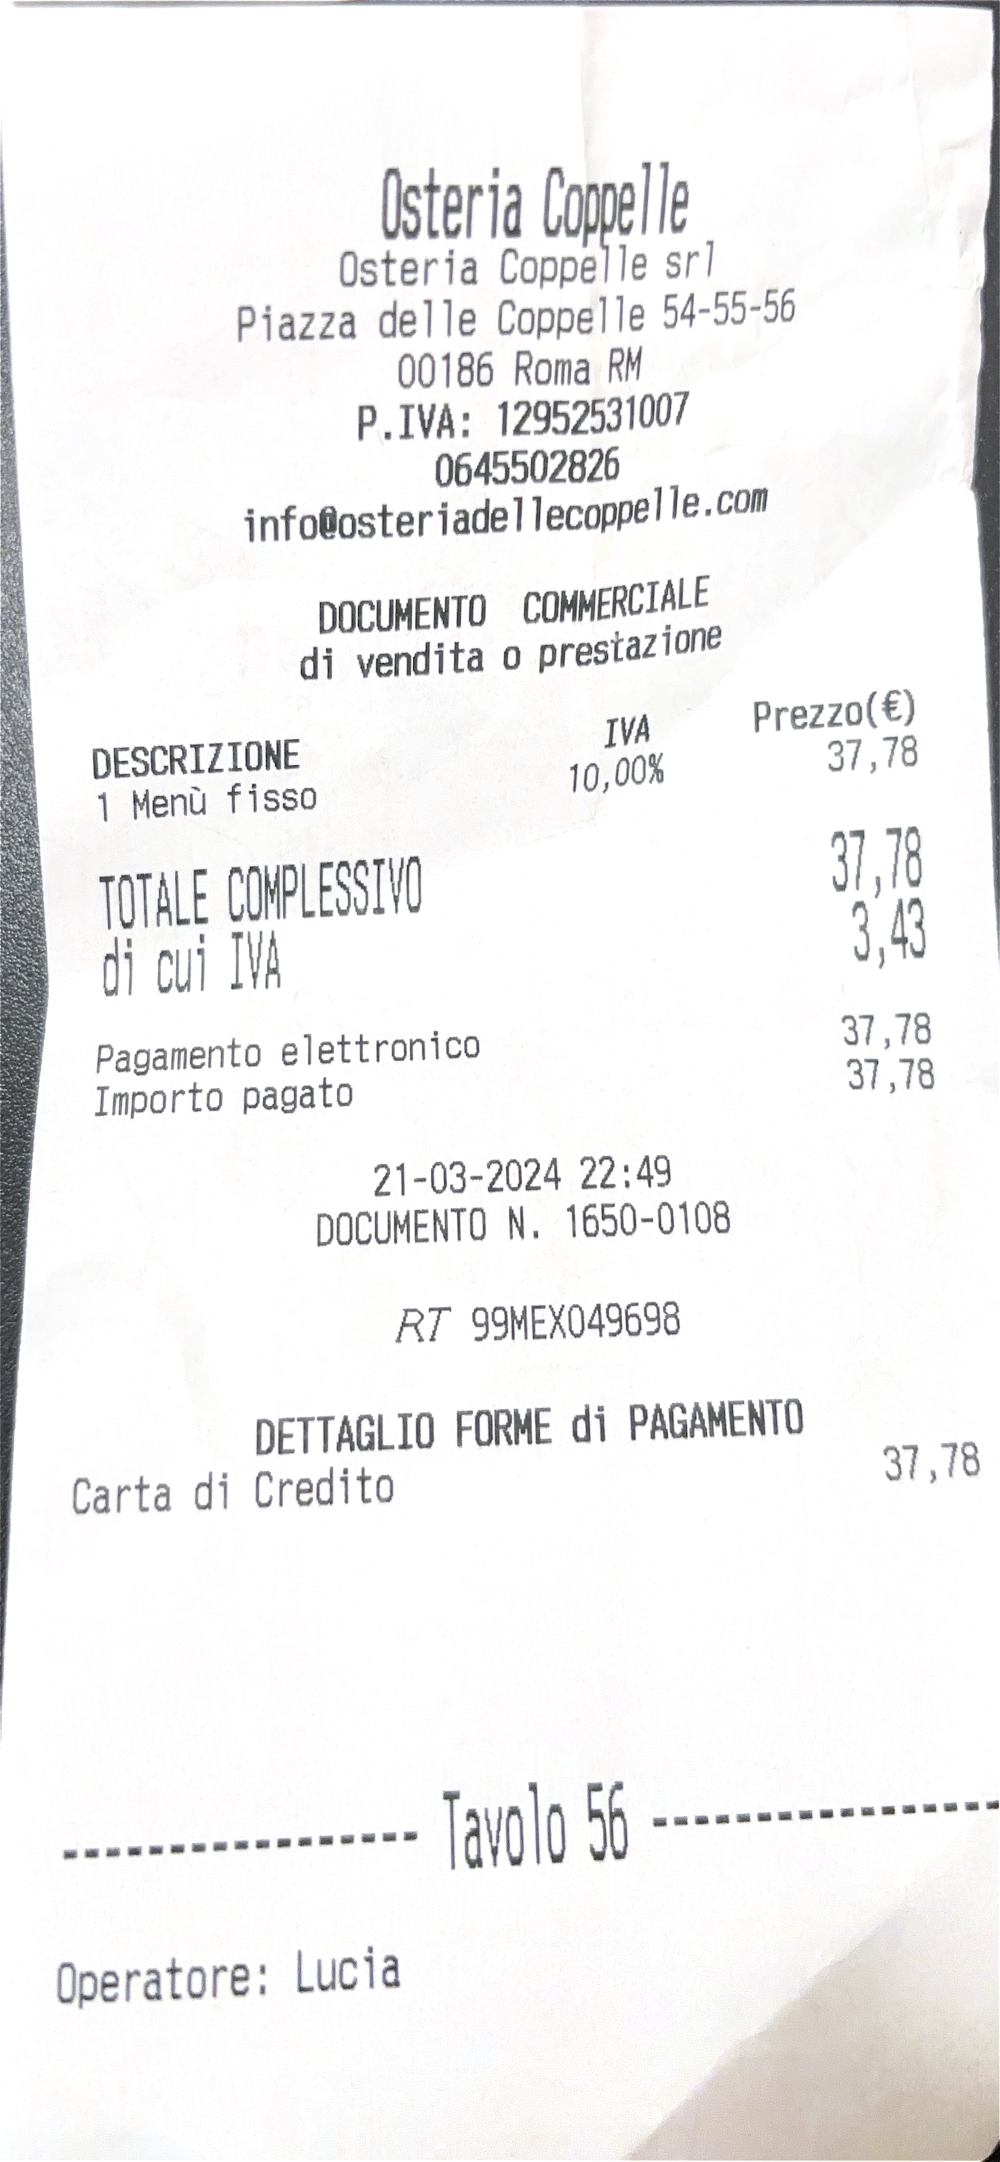 Osteria Coppelle
Osteria Coppelle srl
Piazza delle Coppelle 54-55-56
00186 Roma RM
P.IVA: 12952531007
0645502826
info@osteriadellecoppelle.com
DOCUMENTO COMMERCIALE
di vendita o prestazione
DESCRIZIONE IVA Prezzo(€)
1 Menù fisso 10,00% 37,78
TOTALE COMPLESSIVO 37,78
di cui IVA 3,43
Pagamento elettronico 37,78
Importo pagato 37,78
21-03-2024 22:49
DOCUMENTO N. 1650-0108
RT 99MEX049698
DETTAGLIO FORME di PAGAMENTO
Carta di Credito 37,78
----------------- Tavolo 56 -----------------
Operatore: Lucia